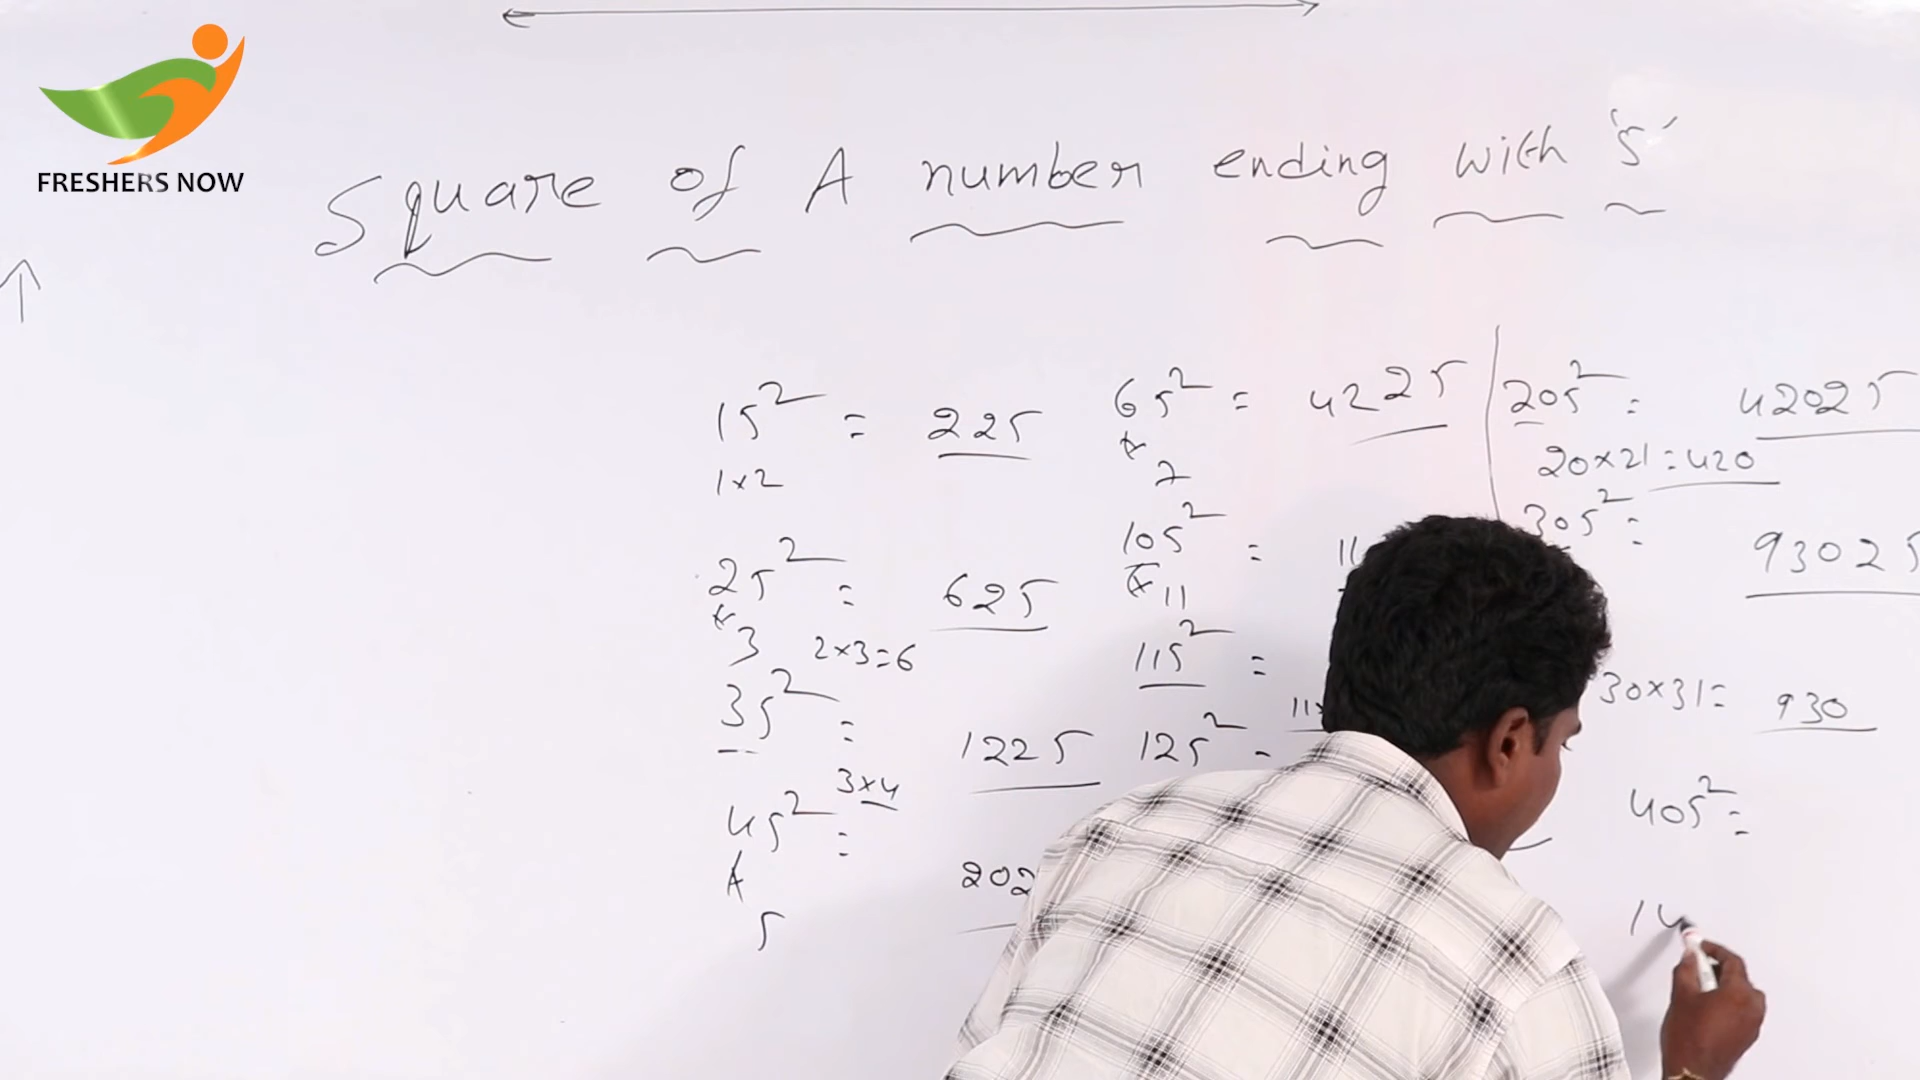 FRESHERS NOW
Square of A number ending with '5'
15² = 225
1×2
25² = 625
3 2×3=6
35² = 1225
3×4
45² =
5
65² = 4225
7
105² =
11
115² =
125² =
205² = 42025
20×21=420
305² = 93025
30×31= 930
405² =
14